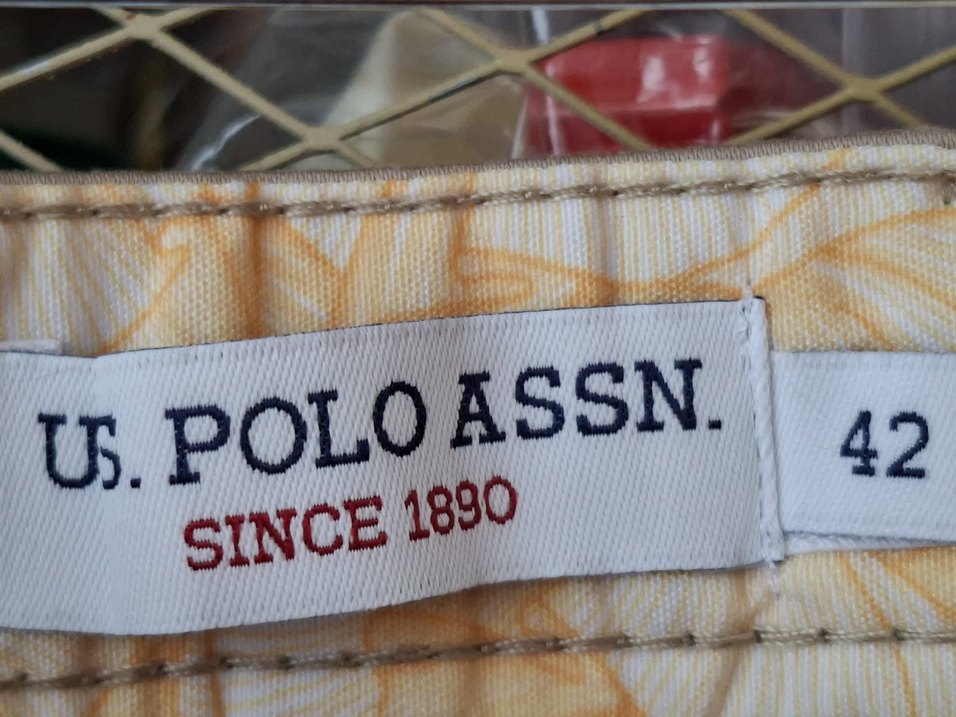 U.S. POLO ASSN.
SINCE 1890
42